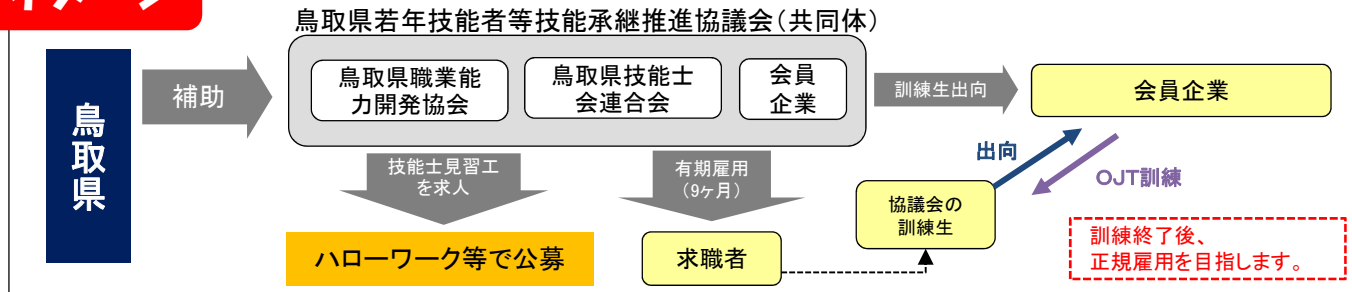 イメージ
鳥取県若年技能者等技能承継推進協議会(共同体)
鳥取県
補助
鳥取県職業能
力開発協会
鳥取県技能士
会連合会
会員
企業
訓練生出向
会員企業
技能士見習工
を求人
有期雇用
(9ヶ月)
出向
OJT訓練
協議会の
訓練生
ハローワーク等で公募
求職者
訓練終了後、
正規雇用を目指します。